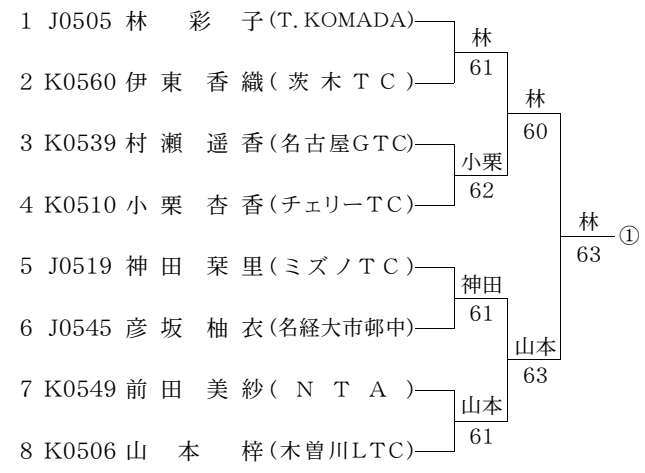 1 J0505 林 彩 子(T.KOMADA)
林
61
2 K0560 伊 東 香 織(茨 木 T C)
林
60
3 K0539 村 瀬 遥 香(名古屋GTC)
小栗
62
4 K0510 小 栗 杏 香(チェリーTC)
林
63
①
5 J0519 神 田 栞 里(ミズノTC)
神田
61
6 J0545 彦 坂 柚 衣(名経大市邨中)
山本
63
7 K0549 前 田 美 紗(N T A)
山本
61
8 K0506 山 本 梓(木曽川LTC)